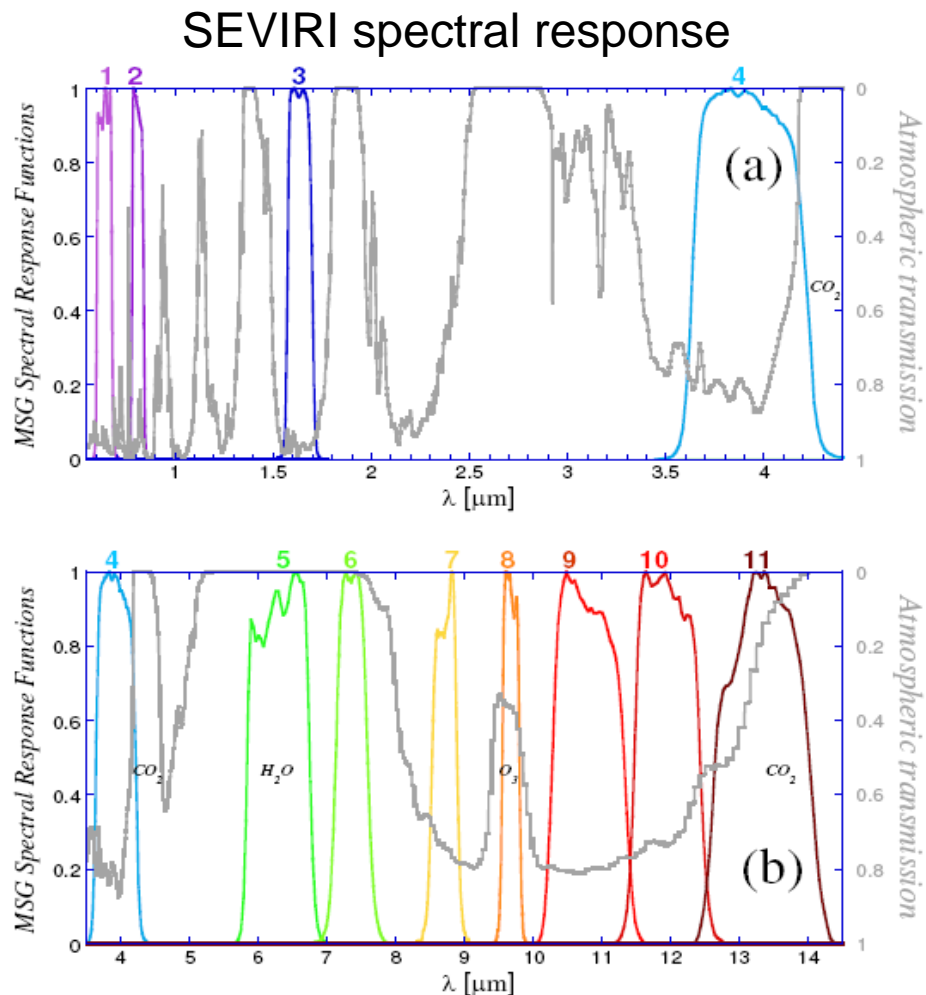 SEVIRI spectral response
1 2 3 4
MSG Spectral Response Functions
1
0.8
0.6
0.4
0.2
0
(a)
CO2
0
0.2
0.4
0.6
0.8
1
Atmospheric transmission
1 1.5 2 2.5 3 3.5 4
λ [μm]
4 5 6 7 8 9 10 11
MSG Spectral Response Functions
1
0.8
0.6
0.4
0.2
0
CO2 H2O O3 CO2
(b)
0
0.2
0.4
0.6
0.8
1
Atmospheric transmission
4 5 6 7 8 9 10 11 12 13 14
λ [μm]